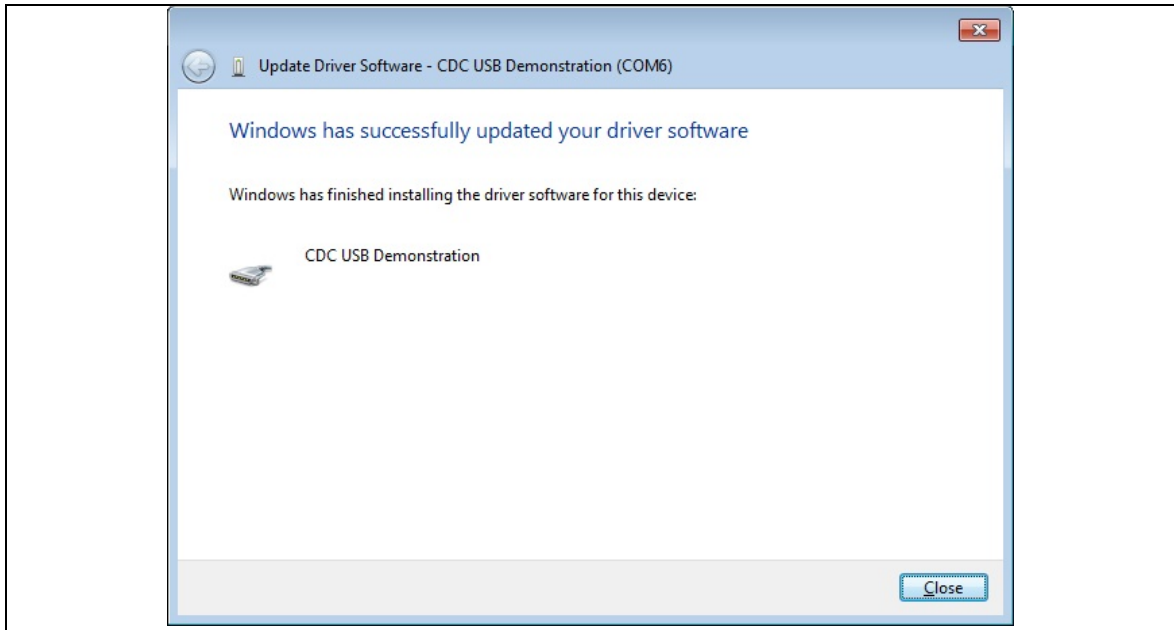 Update Driver Software - CDC USB Demonstration (COM6)
Windows has successfully updated your driver software
Windows has finished installing the driver software for this device:
CDC USB Demonstration
Close